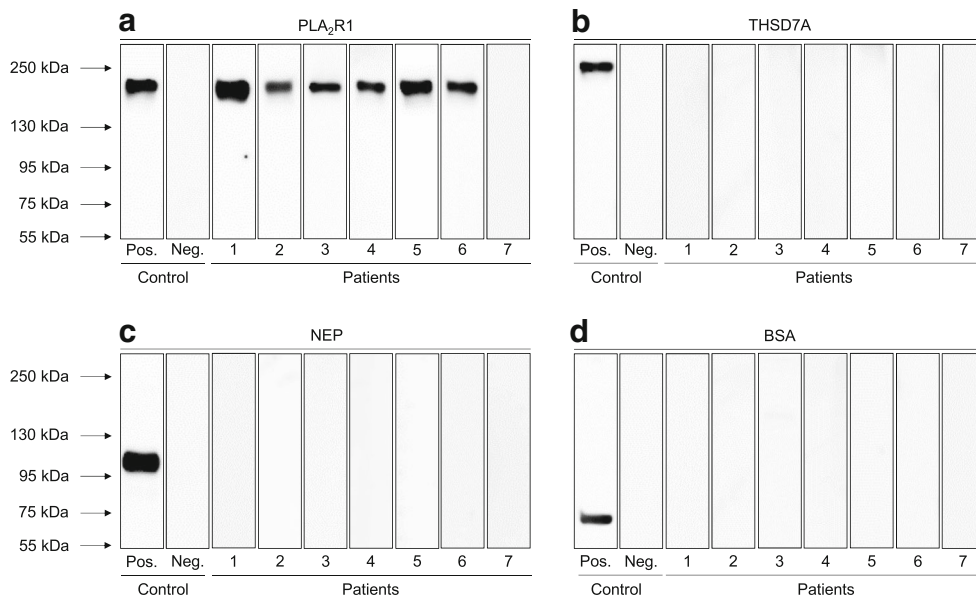 a
PLA₂R1
250 kDa
130 kDa
95 kDa
75 kDa
55 kDa
Pos. Neg. 1 2 3 4 5 6 7
Control Patients
b
THSD7A
Pos. Neg. 1 2 3 4 5 6 7
Control Patients
c
NEP
250 kDa
130 kDa
95 kDa
75 kDa
55 kDa
Pos. Neg. 1 2 3 4 5 6 7
Control Patients
d
BSA
Pos. Neg. 1 2 3 4 5 6 7
Control Patients